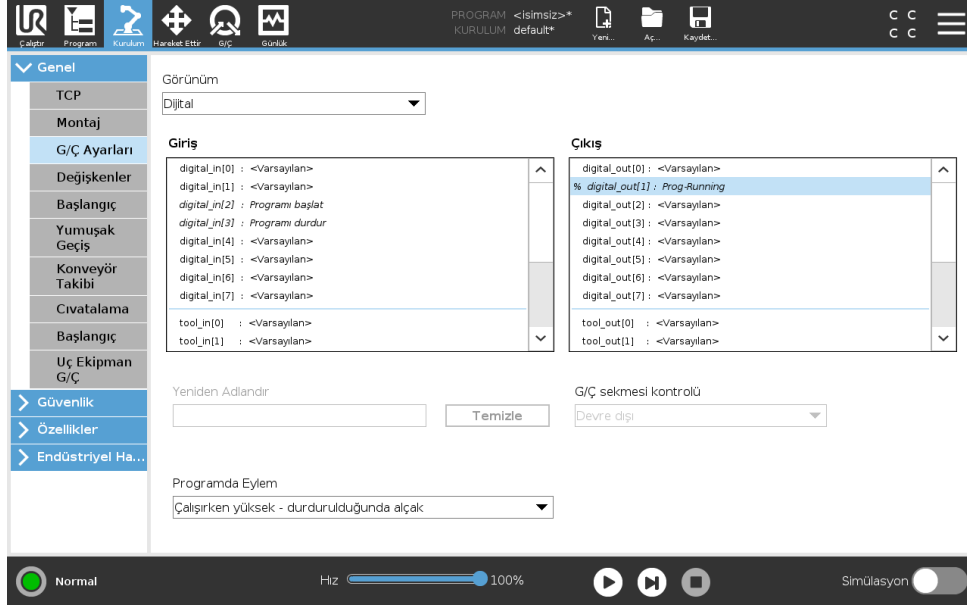 UR
PROGRAM <isimsiz>*
KURULUM default*
C C
C C
Çalıştır Program Kurulum Hareket Ettir G/Ç Günlük Yeni... Aç... Kaydet...
Genel
TCP
Montaj
G/Ç Ayarları
Değişkenler
Başlangıç
Yumuşak
Geçiş
Konveyör
Takibi
Cıvatalama
Başlangıç
Uç Ekipman
G/Ç
Güvenlik
Özellikler
Endüstriyel Ha...
Görünüm
Dijital
Giriş
digital_in[0] : <Varsayılan>
digital_in[1] : <Varsayılan>
digital_in[2] : Programı başlat
digital_in[3] : Programı durdur
digital_in[4] : <Varsayılan>
digital_in[5] : <Varsayılan>
digital_in[6] : <Varsayılan>
digital_in[7] : <Varsayılan>
tool_in[0] : <Varsayılan>
tool_in[1] : <Varsayılan>
Çıkış
digital_out[0] : <Varsayılan>
% digital_out[1] : Prog-Running
digital_out[2] : <Varsayılan>
digital_out[3] : <Varsayılan>
digital_out[4] : <Varsayılan>
digital_out[5] : <Varsayılan>
digital_out[6] : <Varsayılan>
digital_out[7] : <Varsayılan>
tool_out[0] : <Varsayılan>
tool_out[1] : <Varsayılan>
Yeniden Adlandır
Temizle
G/Ç sekmesi kontrolü
Devre dışı
Programda Eylem
Çalışırken yüksek - durdurulduğunda alçak
Normal
Hız 100%
Simülasyon